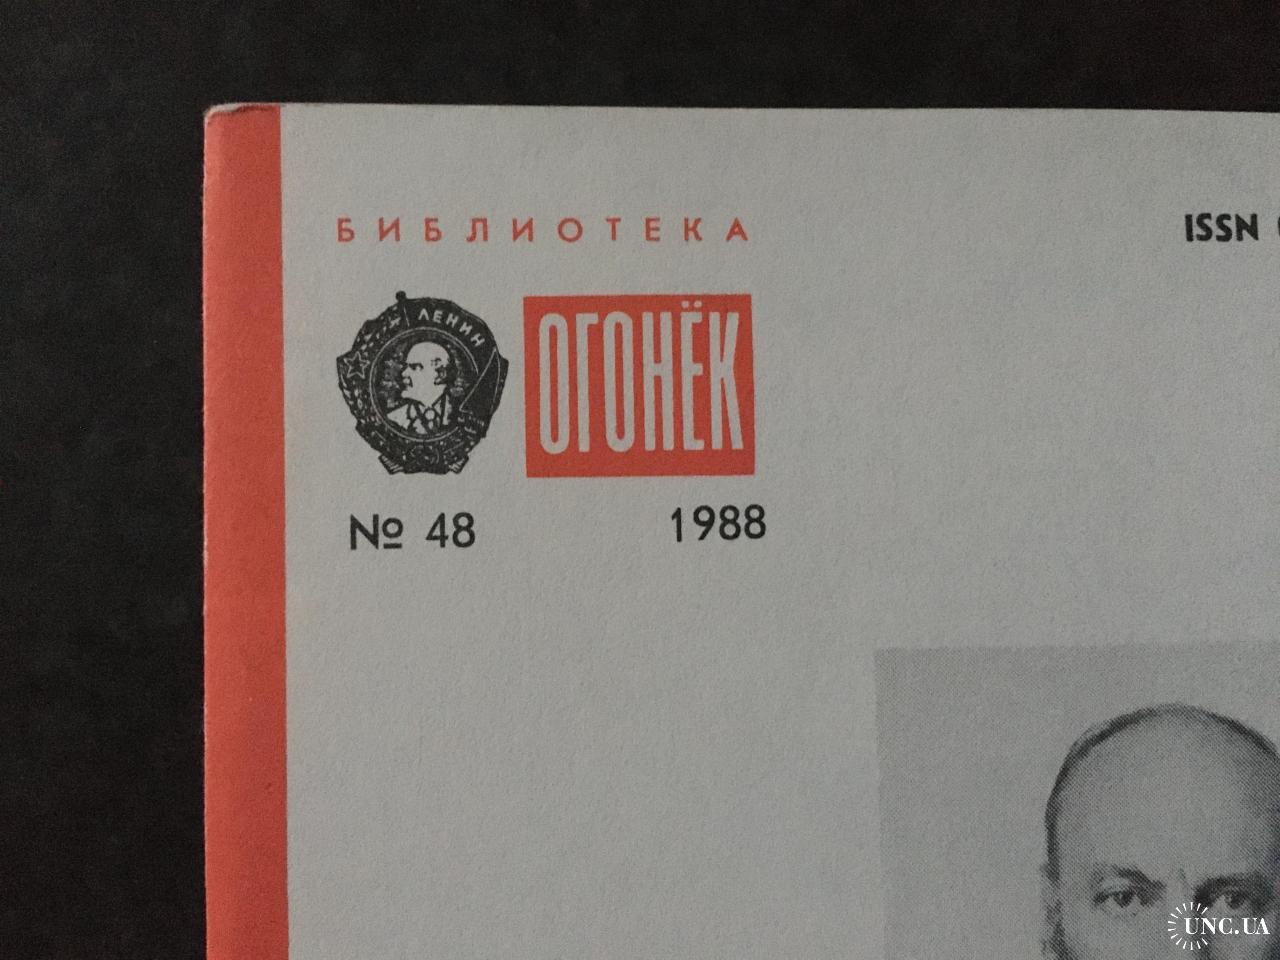 БИБЛИОТЕКА
ISSN
ЛЕНИН
ОГОНЁК
№ 48 1988
UNC.UA